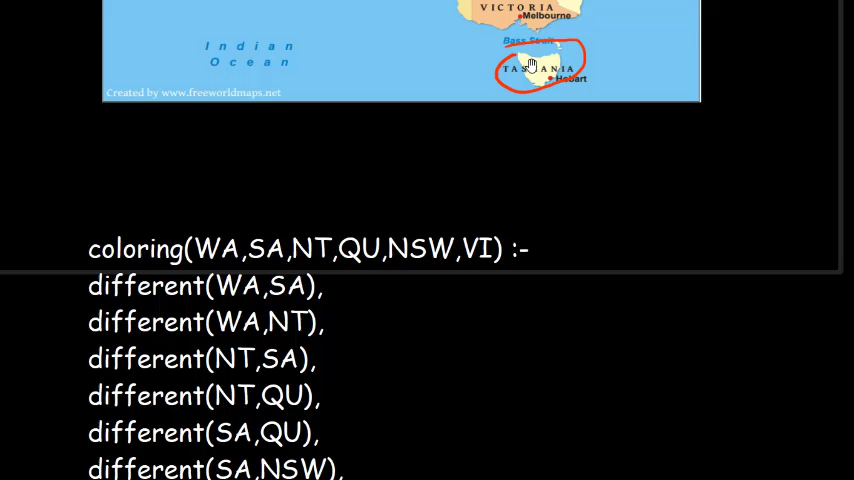 VICTORIA
Melbourne
Bass Strait
Indian
Ocean
TASMANIA
Hobart
Created by www.freeworldmaps.net
coloring(WA,SA,NT,QU,NSW,VI) :-
different(WA,SA),
different(WA,NT),
different(NT,SA),
different(NT,QU),
different(SA,QU),
different(SA,NSW),